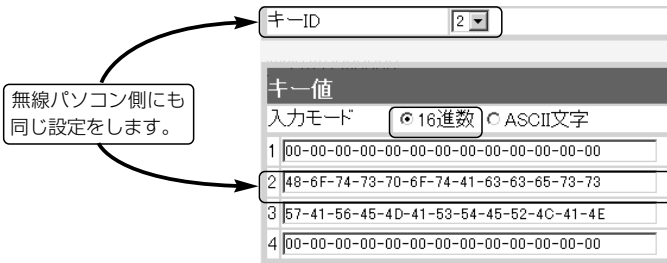 キーID 2
無線パソコン側にも
同じ設定をします。
キー値
入力モード 16進数 ASCII文字
1 00-00-00-00-00-00-00-00-00-00-00-00-00
2 48-6F-74-73-70-6F-74-41-63-63-65-73-73
3 57-41-56-45-4D-41-53-54-45-52-4C-41-4E
4 00-00-00-00-00-00-00-00-00-00-00-00-00